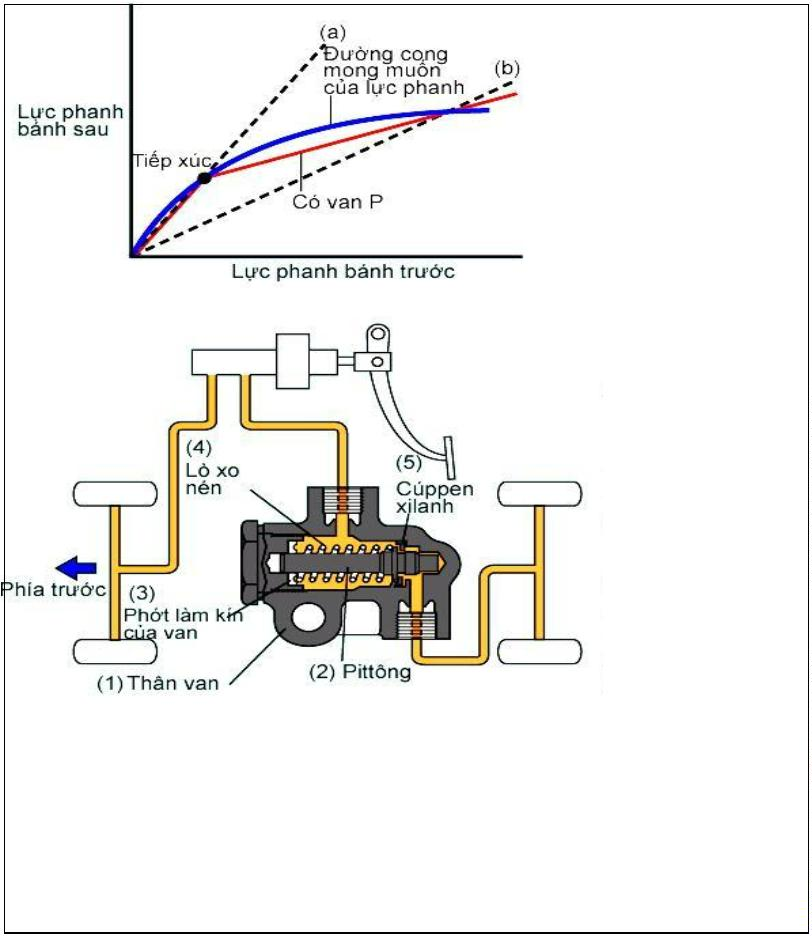 (a)
Đường cong
mong muốn
của lực phanh
(b)
Lực phanh
bánh sau
Tiếp xúc
Có van P
Lực phanh bánh trước
(4)
Lò xo
nén
(5)
Cúppen
xilanh
Phía trước
(3)
Phớt làm kín
của van
(2) Pittông
(1) Thân van